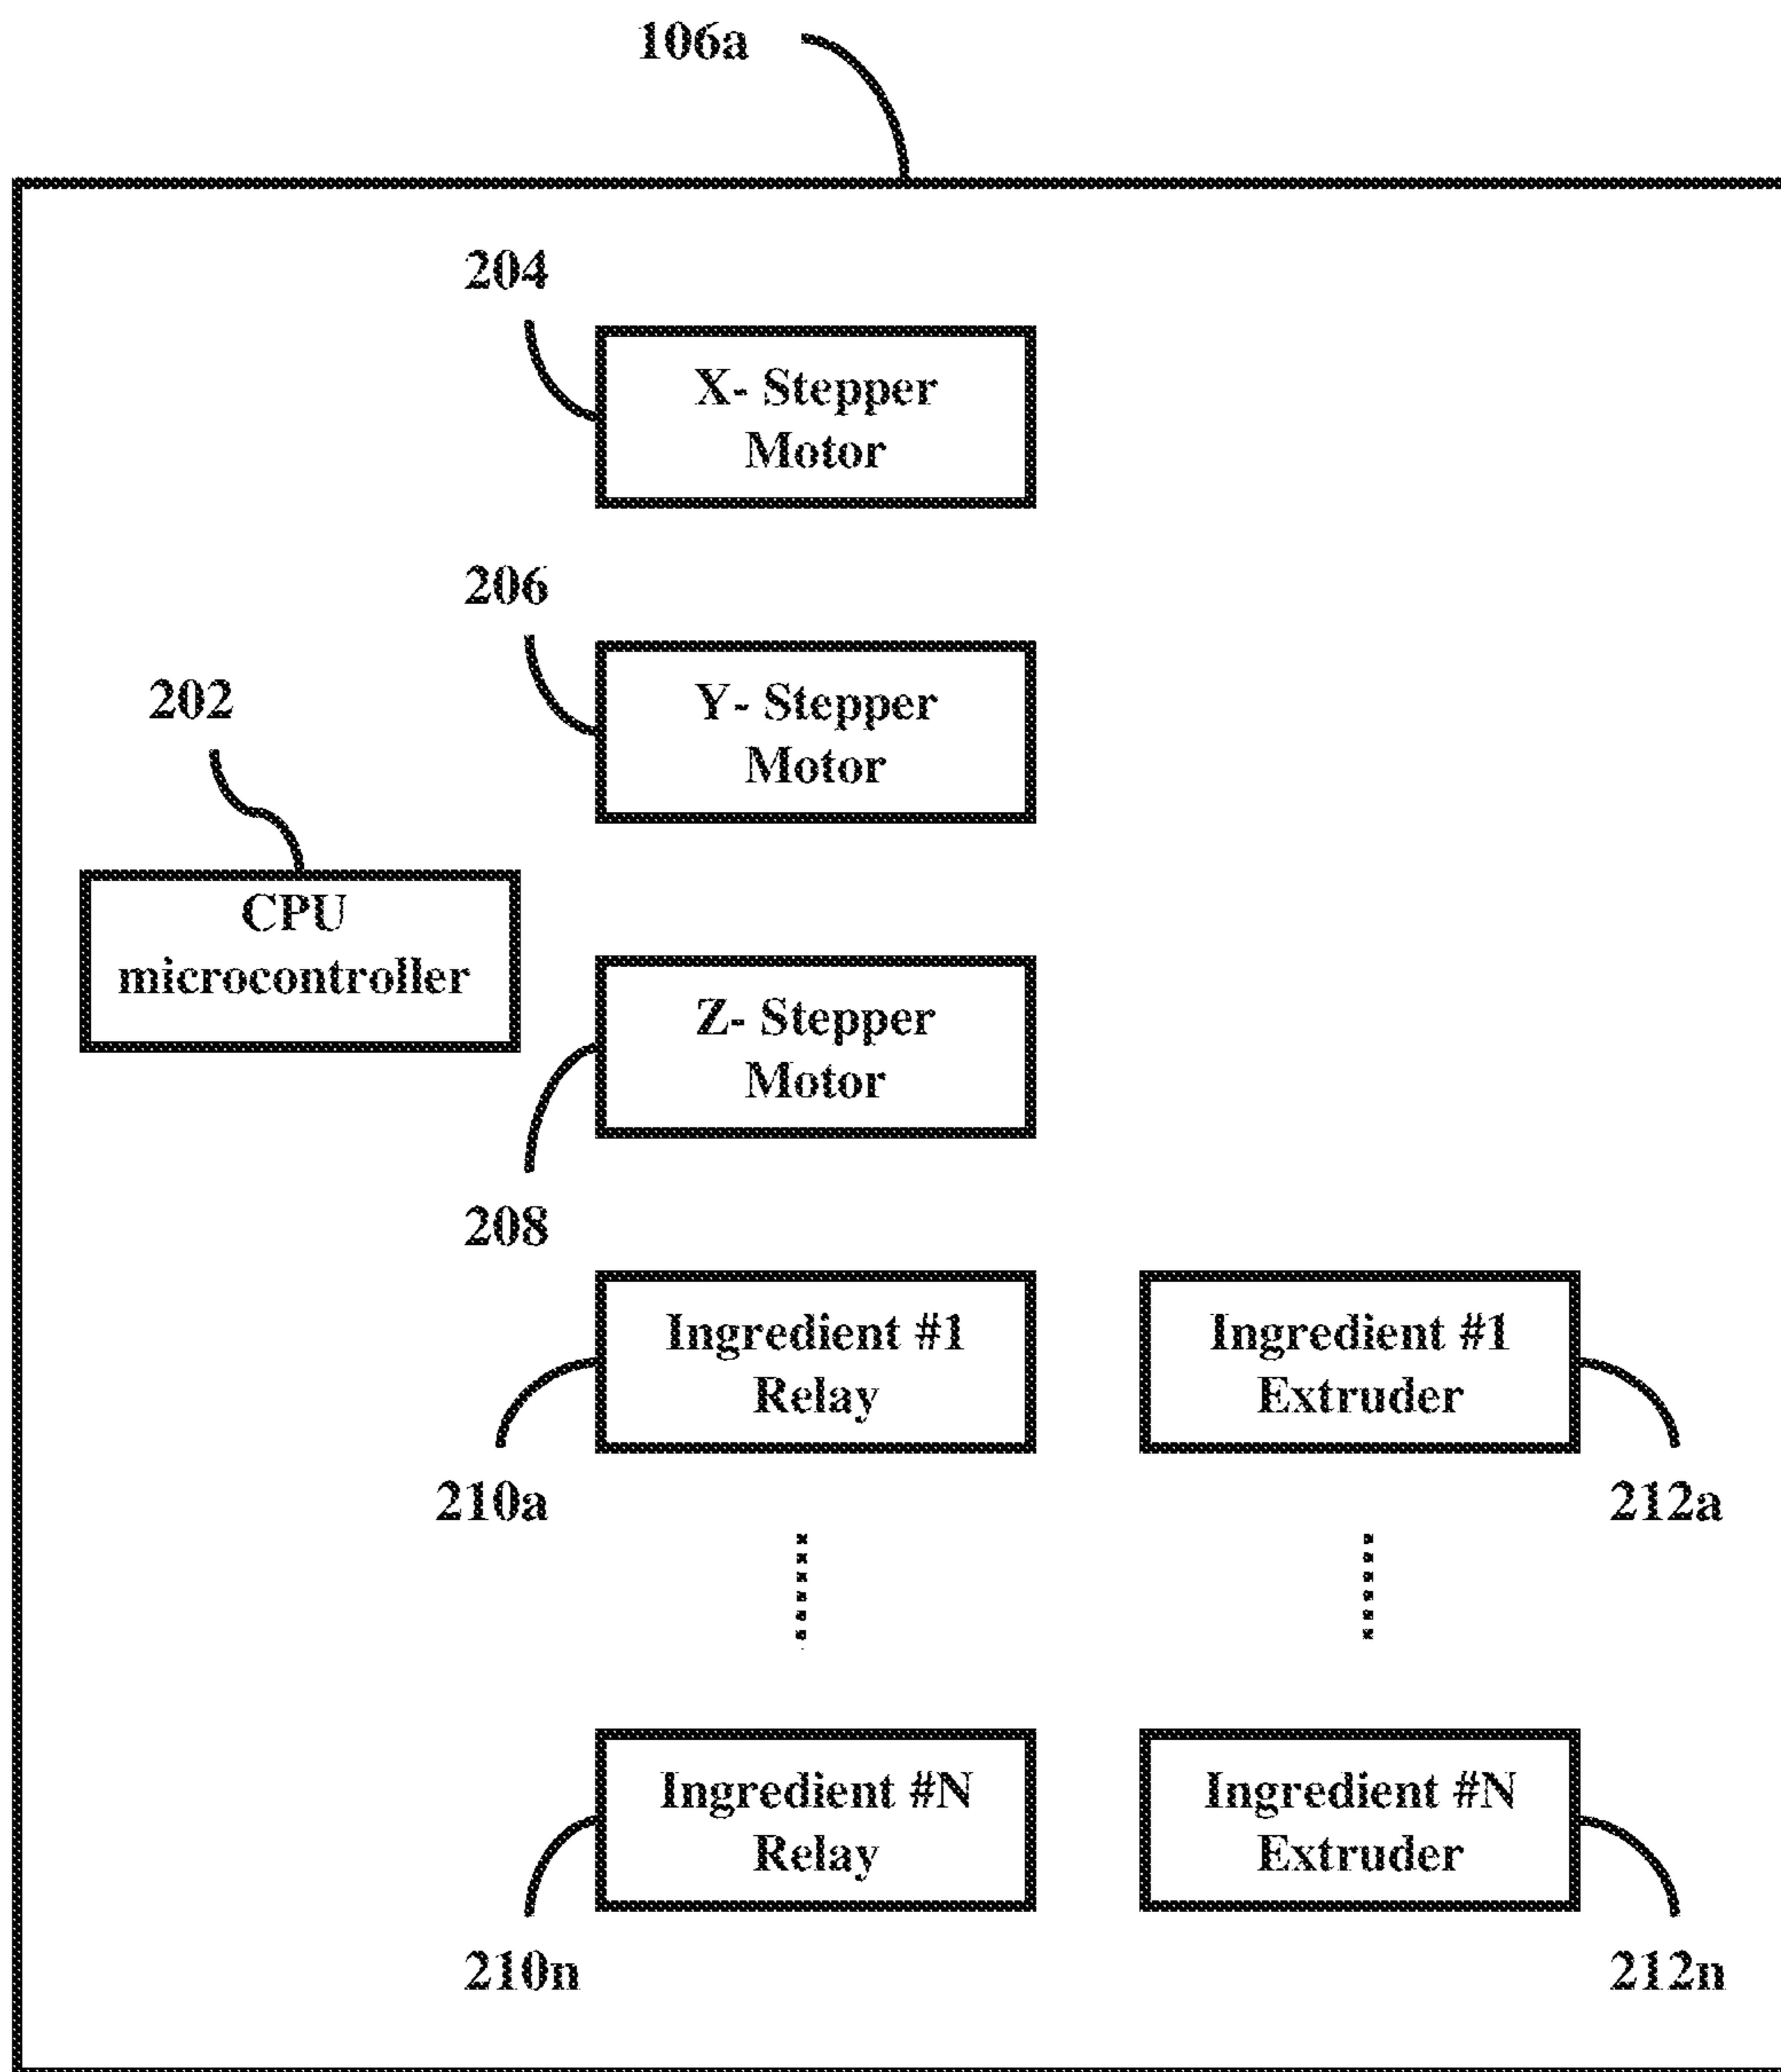 106a
204
X- Stepper
Motor
206
Y- Stepper
Motor
202
CPU
microcontroller
Z- Stepper
Motor
208
Ingredient #1
Relay
Ingredient #1
Extruder
210a
212a
Ingredient #N
Relay
Ingredient #N
Extruder
210n
212n